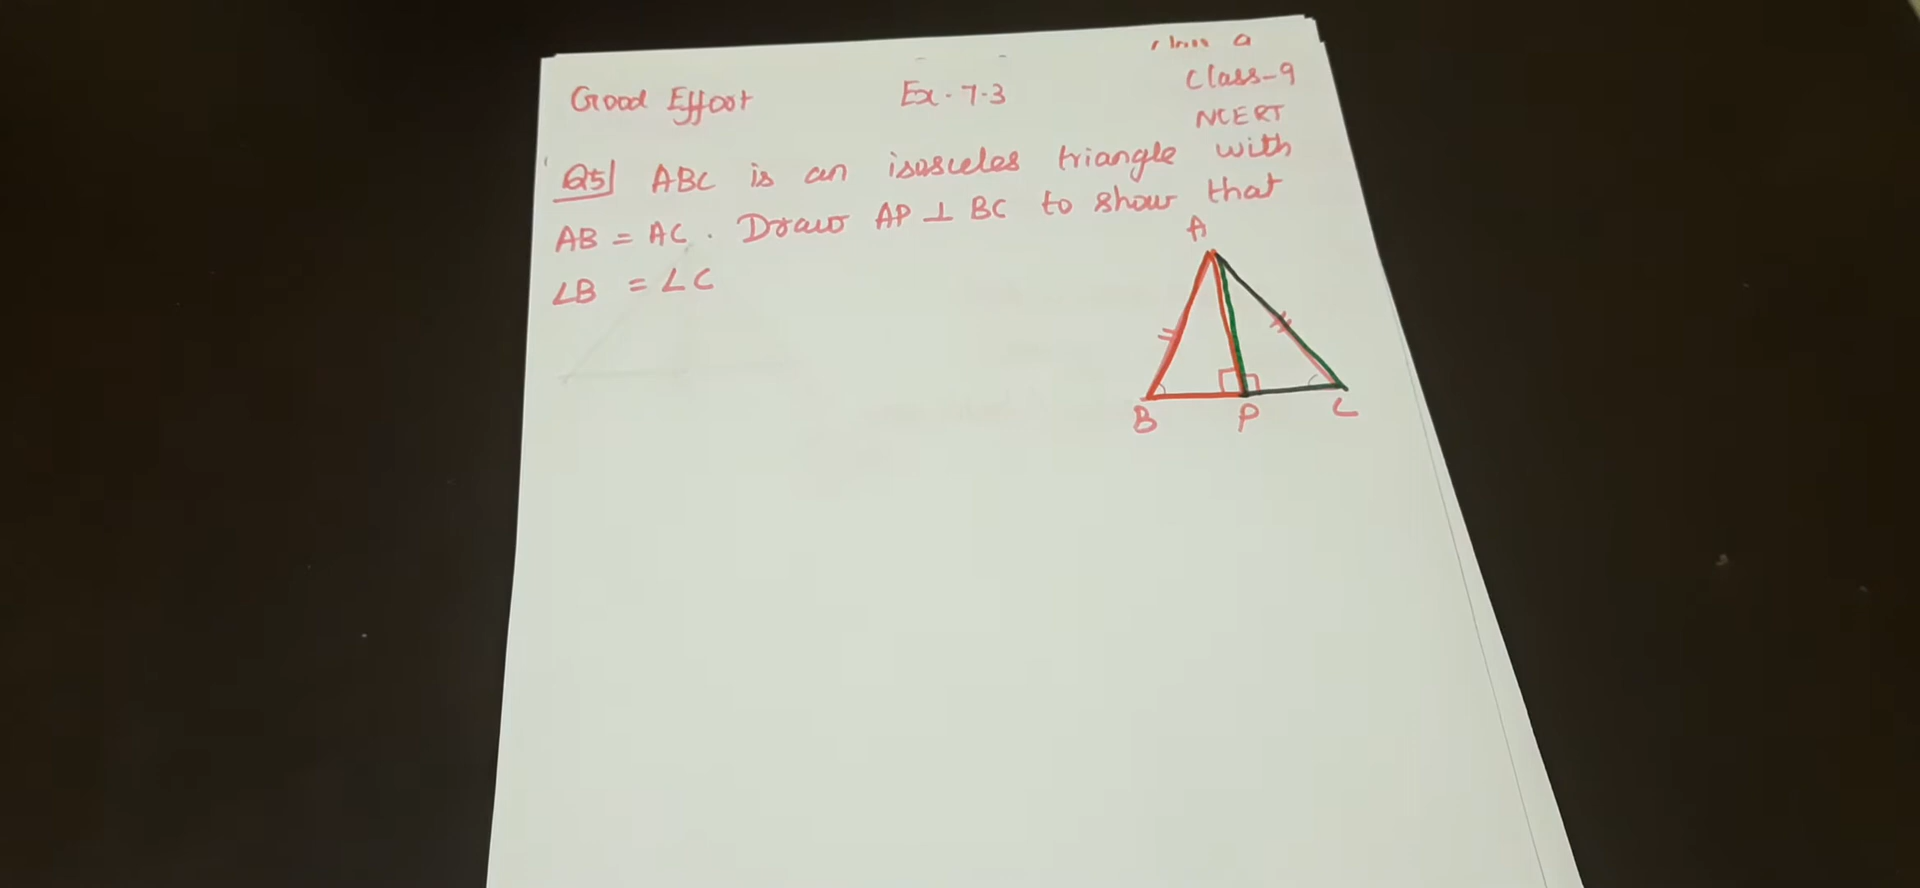 Good Effort
Ex. 7.3
Class-9
NCERT
Q5] ABC is an isosceles triangle with
AB = AC. Draw AP ⊥ BC to show that
∠B = ∠C
A
B
P
C